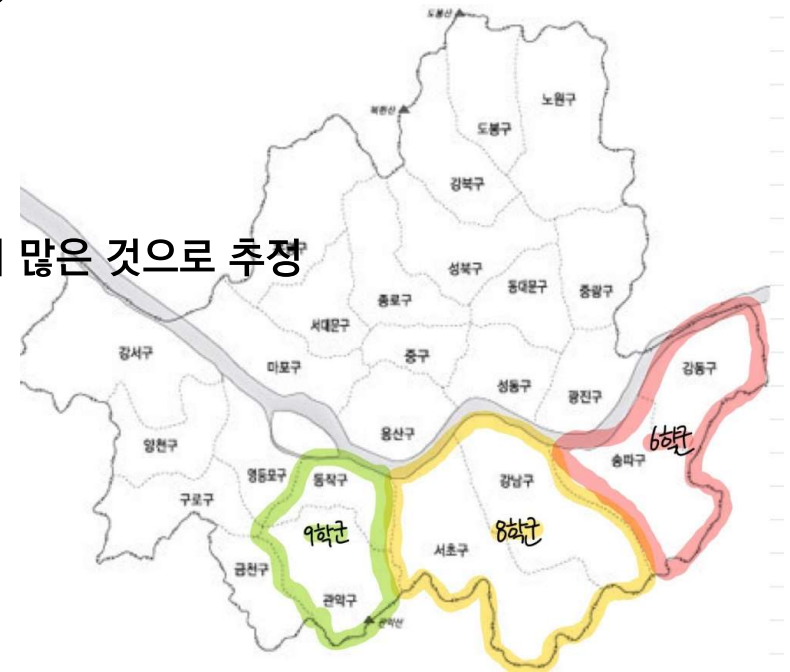 도봉산
노원구
북한산
도봉구
강북구
많은 것으로 추정
성북구
동대문구
중랑구
종로구
서대문구
강서구
중구
마포구
강동구
성동구
광진구
용산구
6학군
송파구
양천구
영등포구
동작구
강남구
구로구
9학군
8학군
서초구
금천구
관악구
관악산